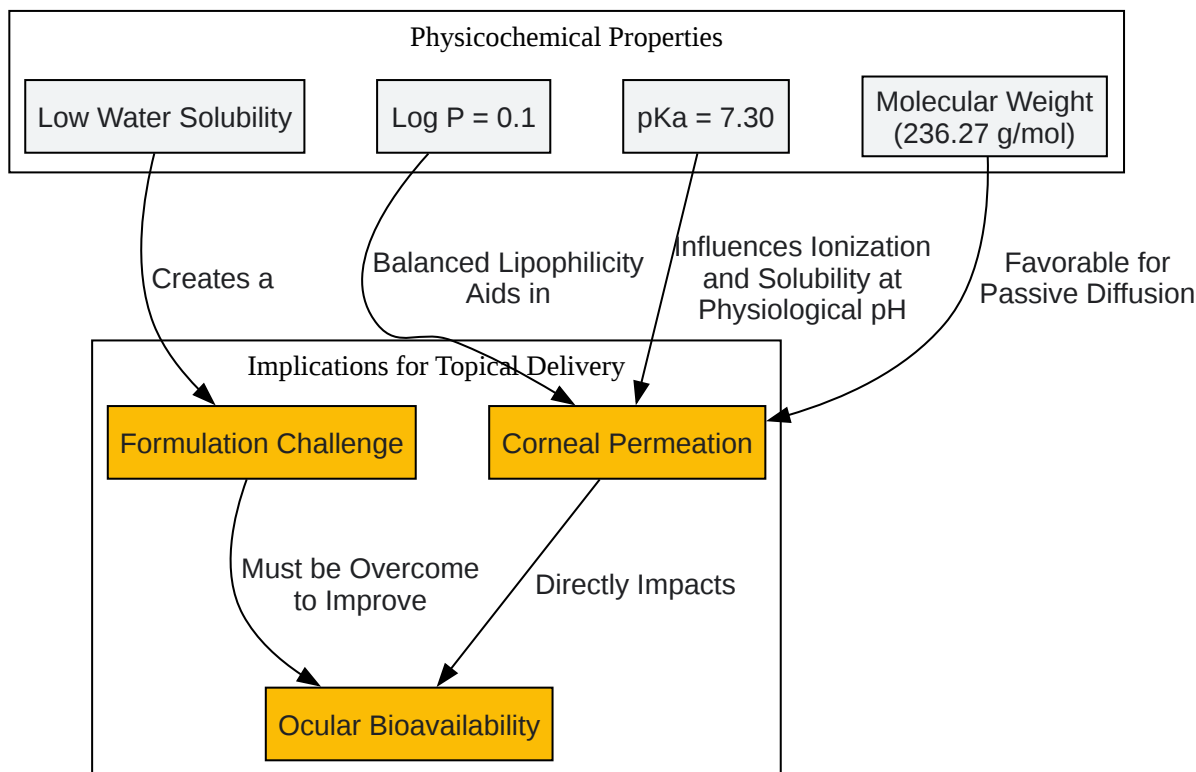 Physicochemical Properties
Low Water Solubility
Log P = 0.1
pKa = 7.30
Molecular Weight
(236.27 g/mol)
Creates a
Balanced Lipophilicity
Aids in
Influences Ionization
and Solubility at
Physiological pH
Favorable for
Passive Diffusion
Implications for Topical Delivery
Formulation Challenge
Corneal Permeation
Must be Overcome
to Improve
Directly Impacts
Ocular Bioavailability